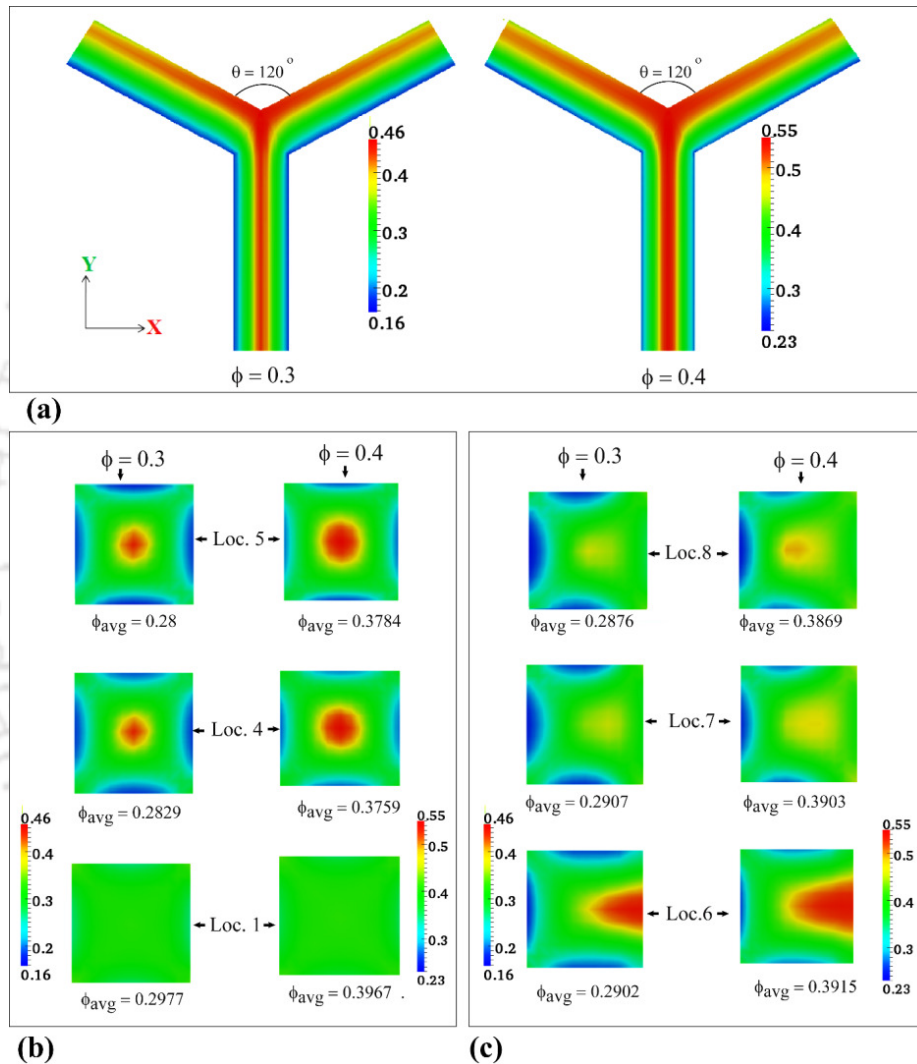 θ = 120 o
θ = 120 o
0.46
0.4
0.3
0.2
0.16
0.55
0.5
0.4
0.3
0.23
Y
X
ϕ = 0.3
ϕ = 0.4
(a)
ϕ = 0.3
ϕ = 0.4
Loc. 5
ϕavg = 0.28
ϕavg = 0.3784
Loc. 4
ϕavg = 0.2829
ϕavg = 0.3759
0.46
0.4
0.3
0.2
0.16
0.55
0.5
0.4
0.3
0.23
Loc. 1
ϕavg = 0.2977
ϕavg = 0.3967 .
(b)
ϕ = 0.3
ϕ = 0.4
Loc.8
ϕavg = 0.2876
ϕavg = 0.3869
Loc.7
ϕavg = 0.2907
ϕavg = 0.3903
0.46
0.4
0.3
0.2
0.16
0.55
0.5
0.4
0.3
0.23
Loc.6
ϕavg = 0.2902
ϕavg = 0.3915
(c)